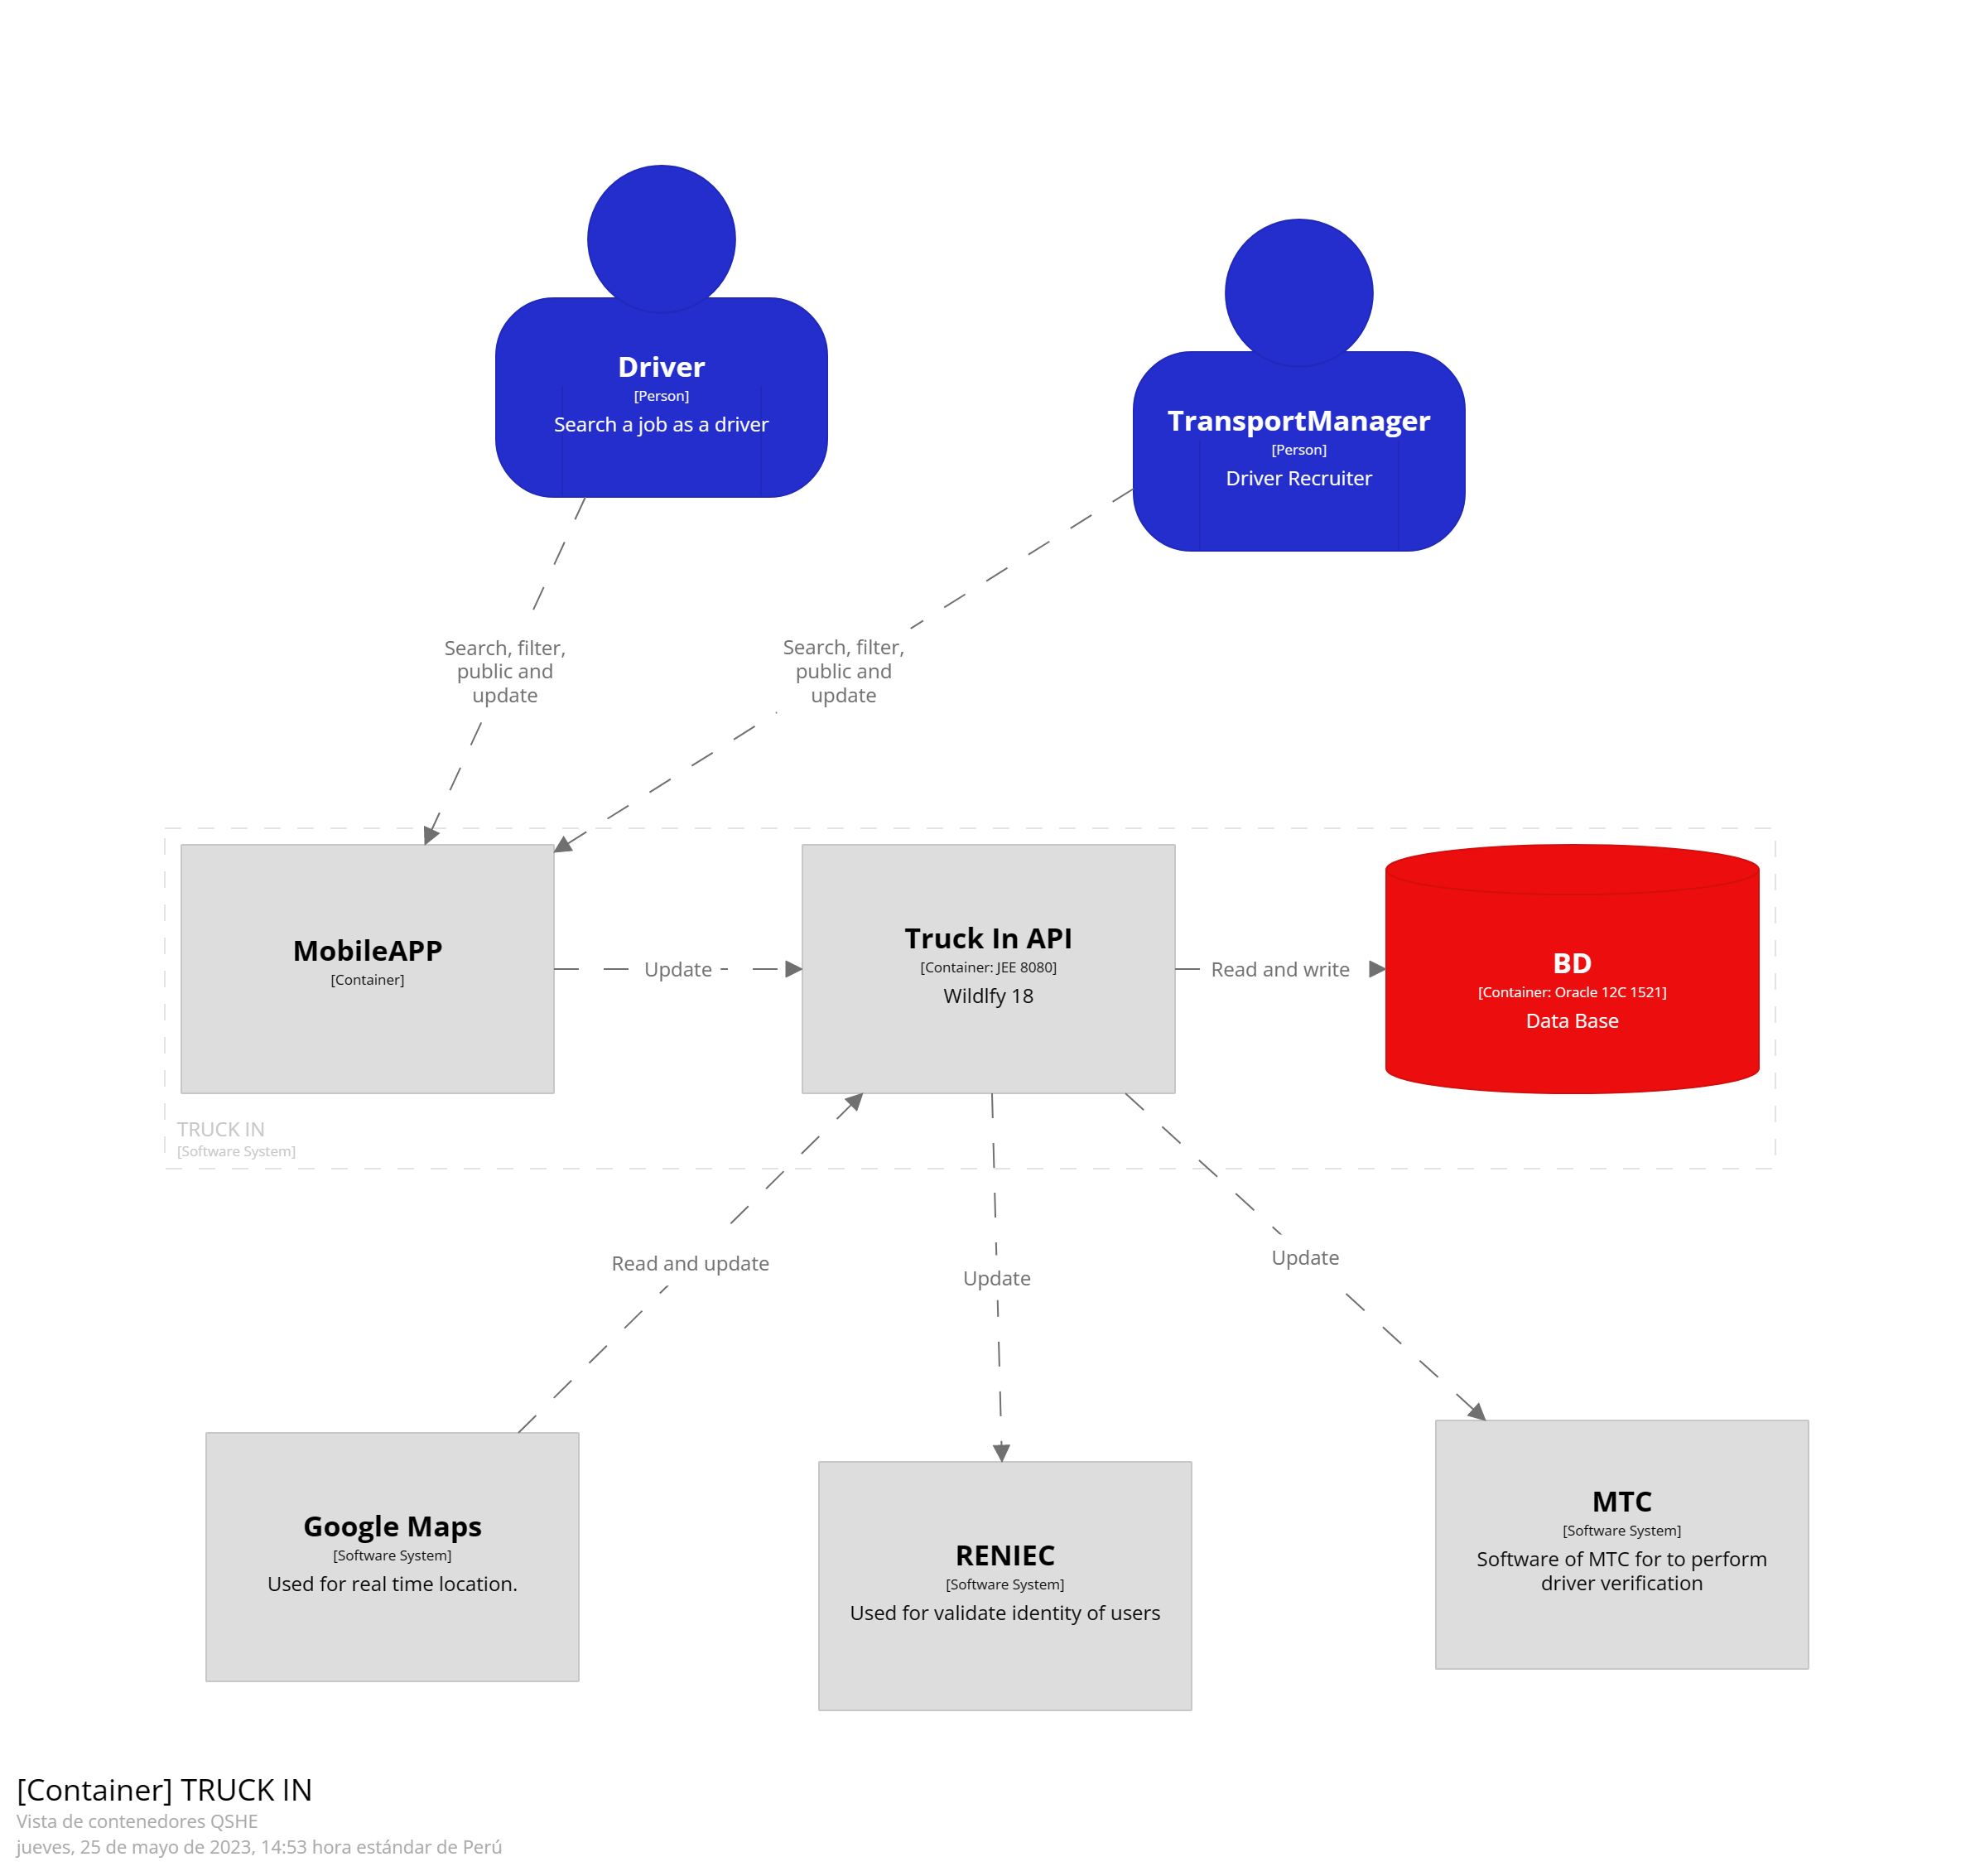 Driver
[Person]
Search a job as a driver
TransportManager
[Person]
Driver Recruiter
Search, filter,
public and
update
Search, filter,
public and
update
MobileAPP
[Container]
Update
Truck In API
[Container: JEE 8080]
Wildlfy 18
Read and write
BD
[Container: Oracle 12C 1521]
Data Base
TRUCK IN
[Software System]
Read and update
Update
Update
Google Maps
[Software System]
Used for real time location.
RENIEC
[Software System]
Used for validate identity of users
MTC
[Software System]
Software of MTC for to perform
driver verification
[Container] TRUCK IN
Vista de contenedores QSHE
jueves, 25 de mayo de 2023, 14:53 hora estándar de Perú